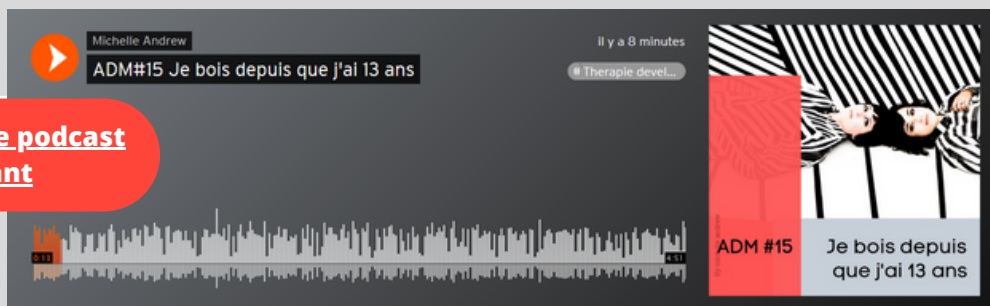 Michelle Andrew
il y a 8 minutes
ADM#15 Je bois depuis que j'ai 13 ans
# Therapie devel...
e podcast
ant
0:13
4:51
ADM #15
Je bois depuis
que j'ai 13 ans